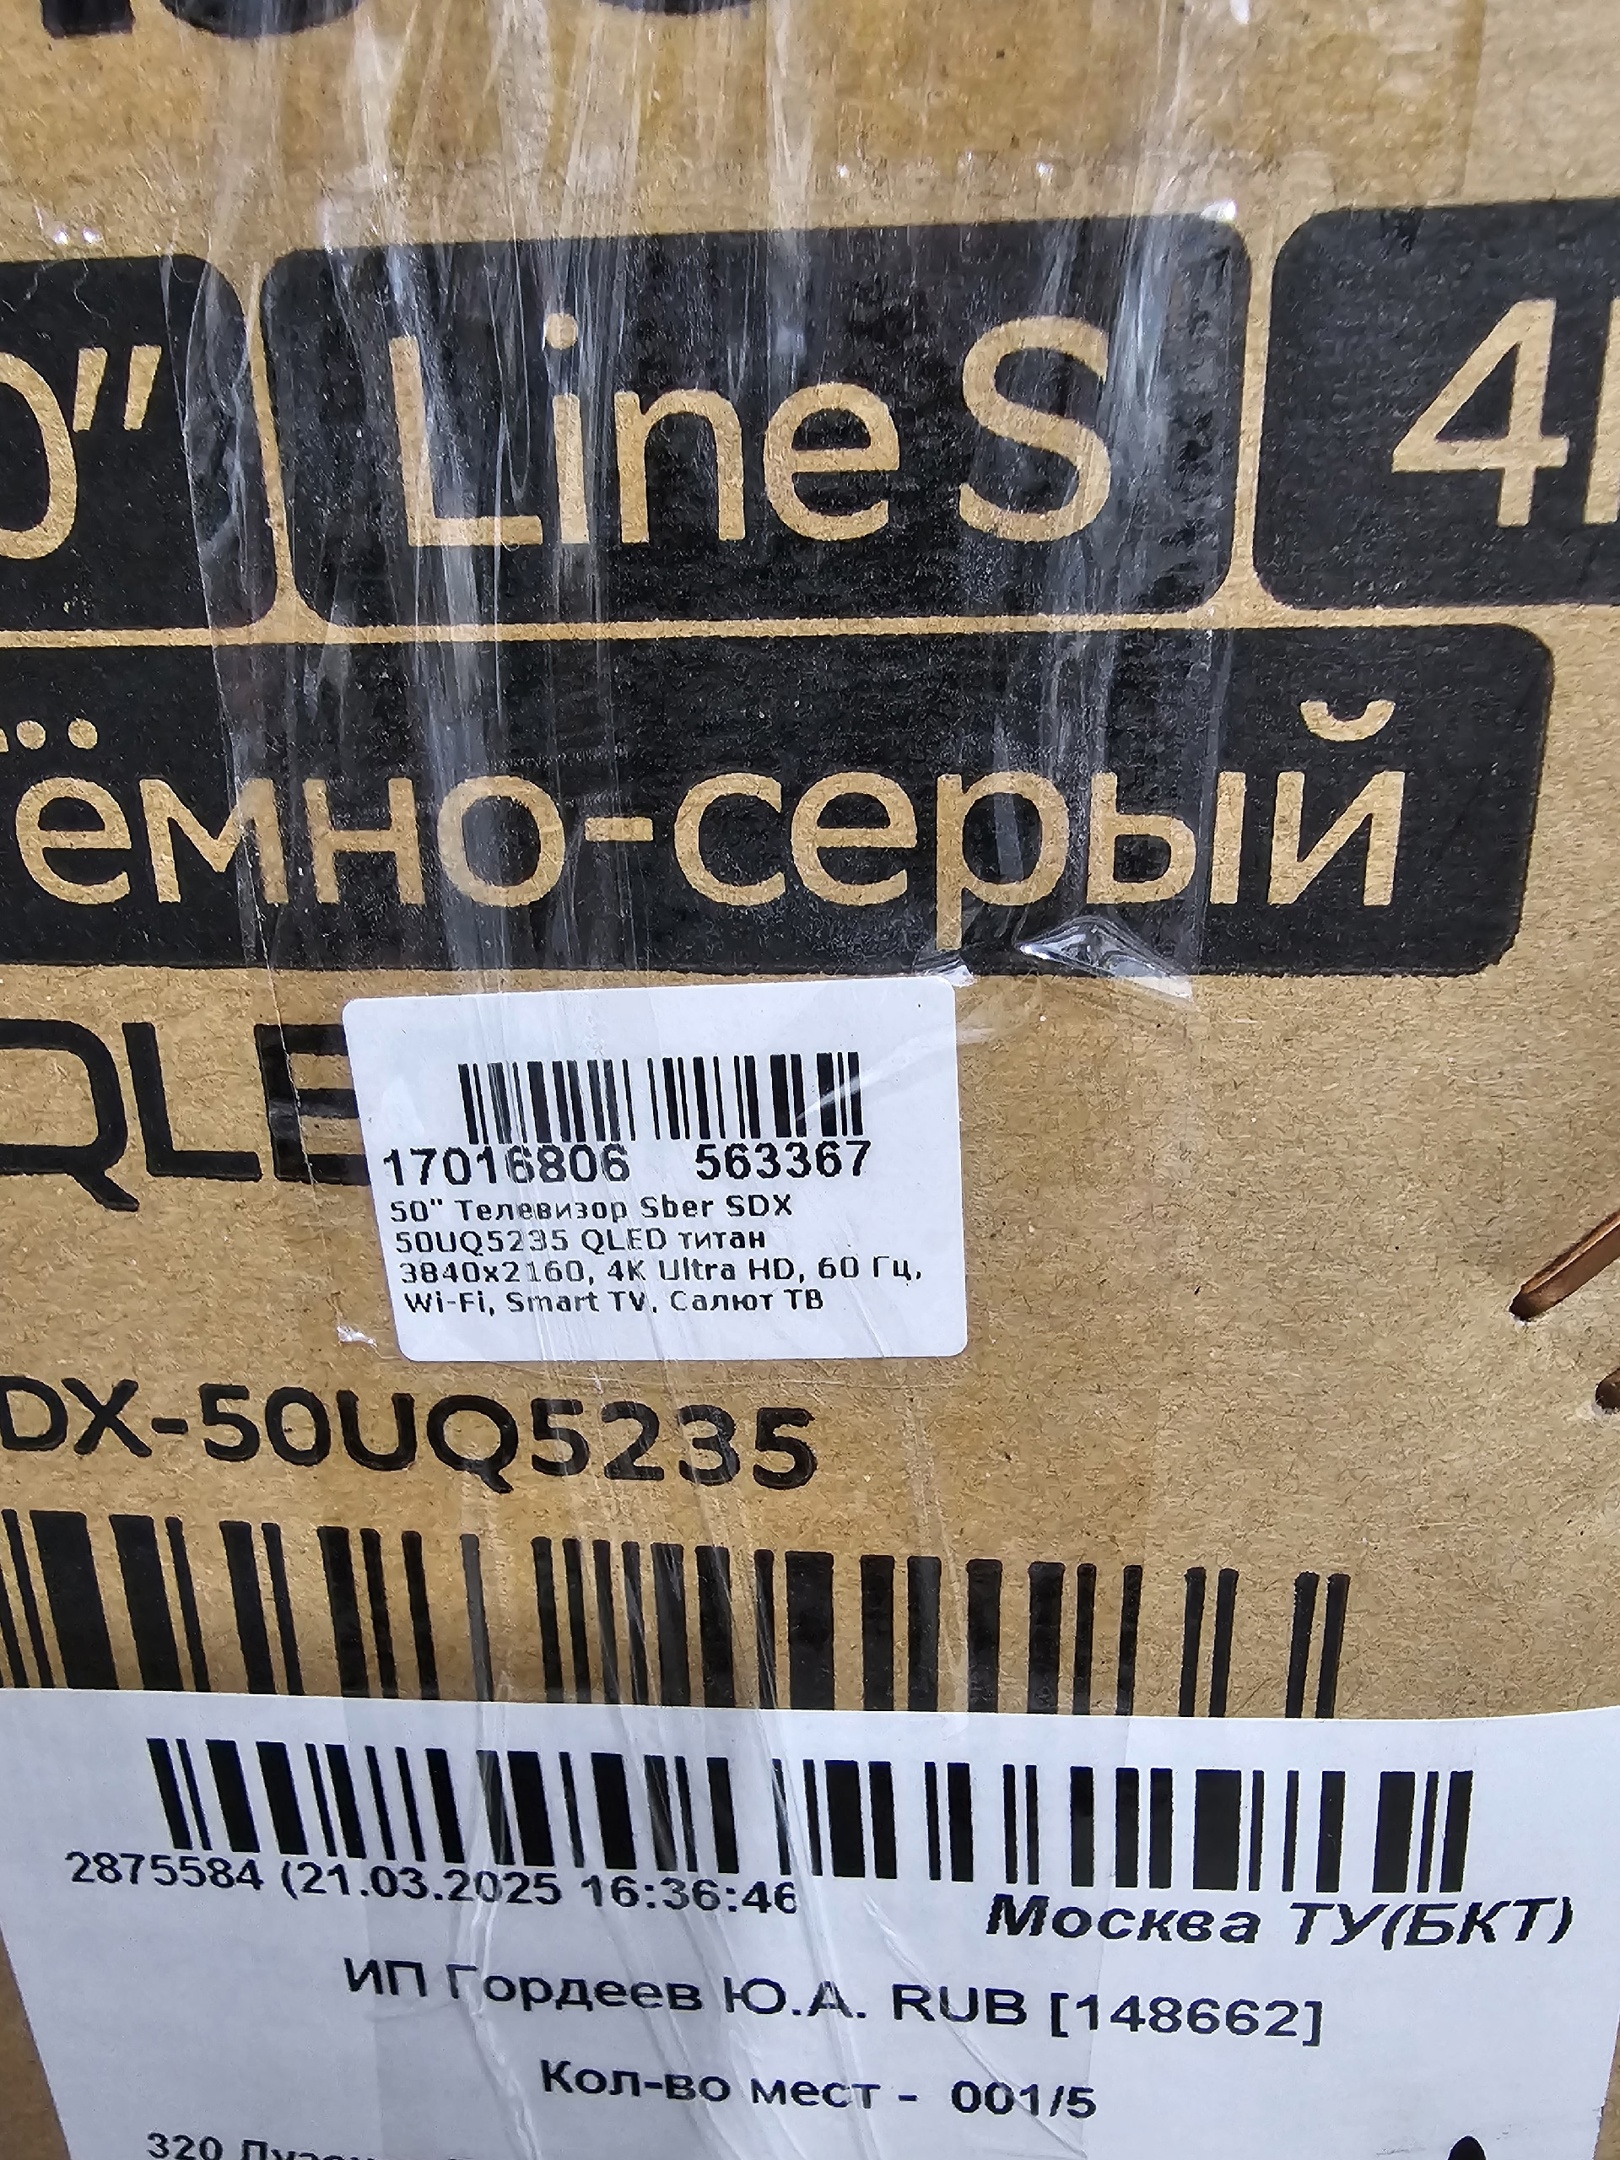 0” Line S 4K
ёмно-серый
QLE
17016806 563367
50" Телевизор Sber SDX
50UQ5235 QLED титан
3840x2160, 4K Ultra HD, 60 Гц,
Wi-Fi, Smart TV, Салют ТВ
DX-50UQ5235
2875584 (21.03.2025 16:36:46
Москва ТУ(БКТ)
ИП Гордеев Ю.А. RUB [148662]
Кол-во мест - 001/5
320